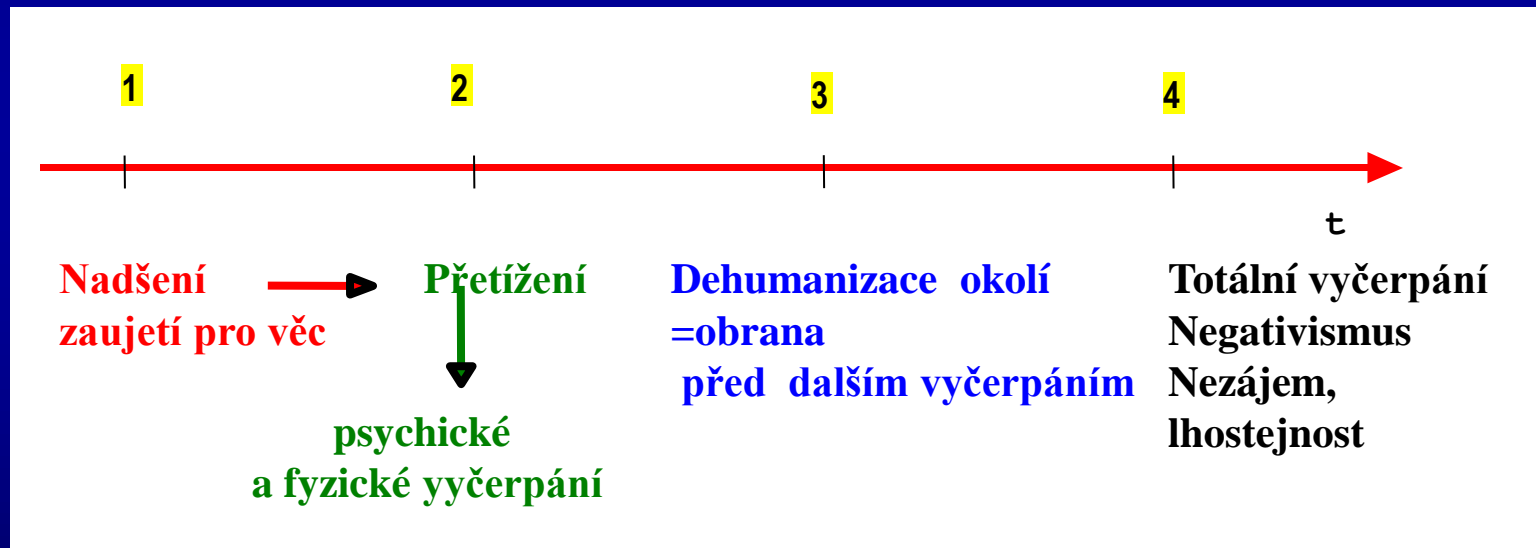 1
2
3
4
t
Nadšení
zaujetí pro věc
Přetížení
psychické
a fyzické yyčerpání
Dehumanizace okolí
=obrana
před dalším vyčerpáním
Totální vyčerpání
Negativismus
Nezájem,
lhostejnost